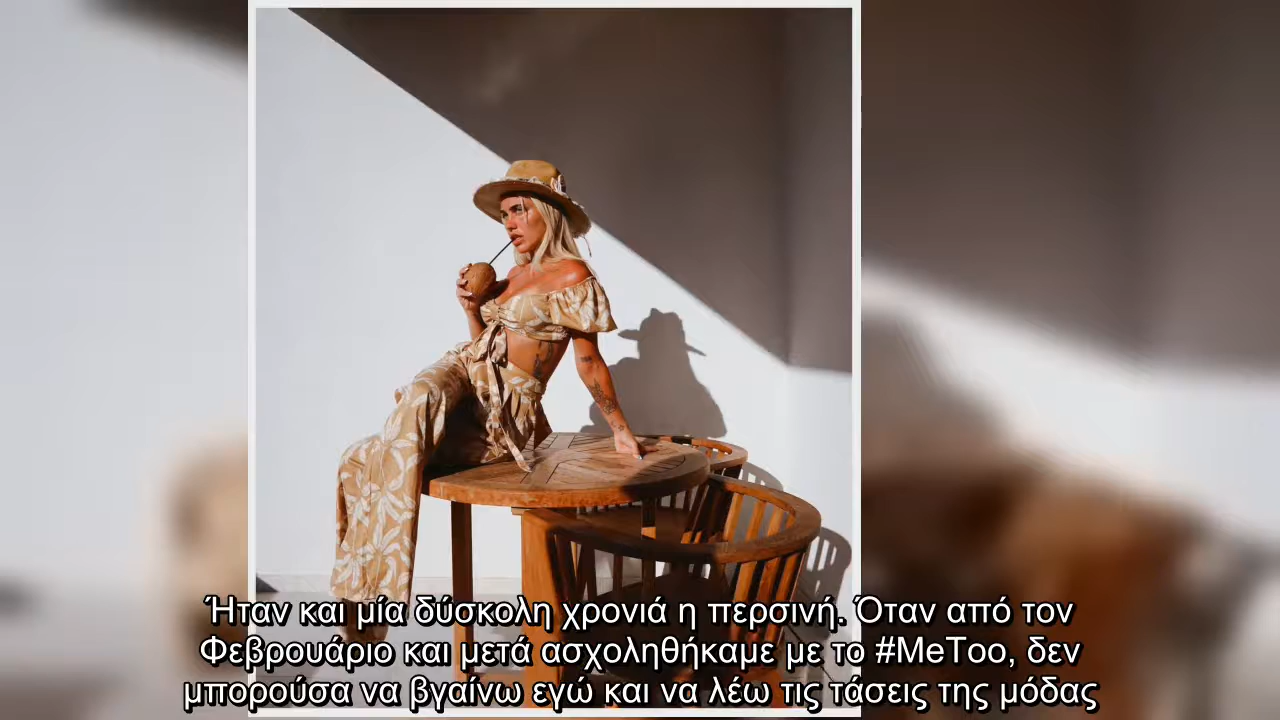 Ήταν και μία δύσκολη χρονιά η περσινή. Όταν από τον
Φεβρουάριο και μετά ασχοληθήκαμε με το #MeToo, δεν
μπορούσα να βγαίνω εγώ και να λέω τις τάσεις της μόδας